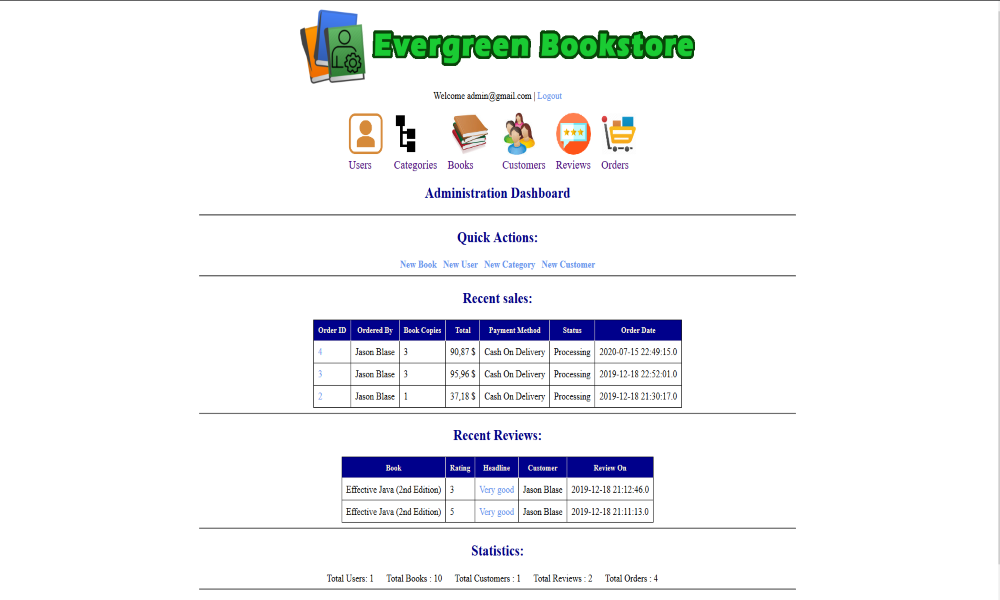 Evergreen Bookstore
Welcome admin@gmail.com | Logout
Users Categories Books Customers Reviews Orders
Administration Dashboard
Quick Actions:
New Book New User New Category New Customer
Recent sales:
Order ID Ordered By Book Copies Total Payment Method Status Order Date
4 Jason Blase 3 90,87 $ Cash On Delivery Processing 2020-07-15 22:49:15.0
3 Jason Blase 3 95,96 $ Cash On Delivery Processing 2019-12-18 22:52:01.0
2 Jason Blase 1 37,18 $ Cash On Delivery Processing 2019-12-18 21:30:17.0
Recent Reviews:
Book Rating Headline Customer Review On
Effective Java (2nd Edition) 3 Very good Jason Blase 2019-12-18 21:12:46.0
Effective Java (2nd Edition) 5 Very good Jason Blase 2019-12-18 21:11:13.0
Statistics:
Total Users: 1 Total Books : 10 Total Customers : 1 Total Reviews : 2 Total Orders : 4